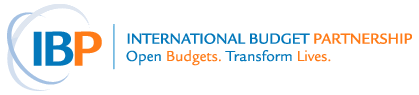 IBP
INTERNATIONAL BUDGET PARTNERSHIP
Open Budgets. Transform Lives.